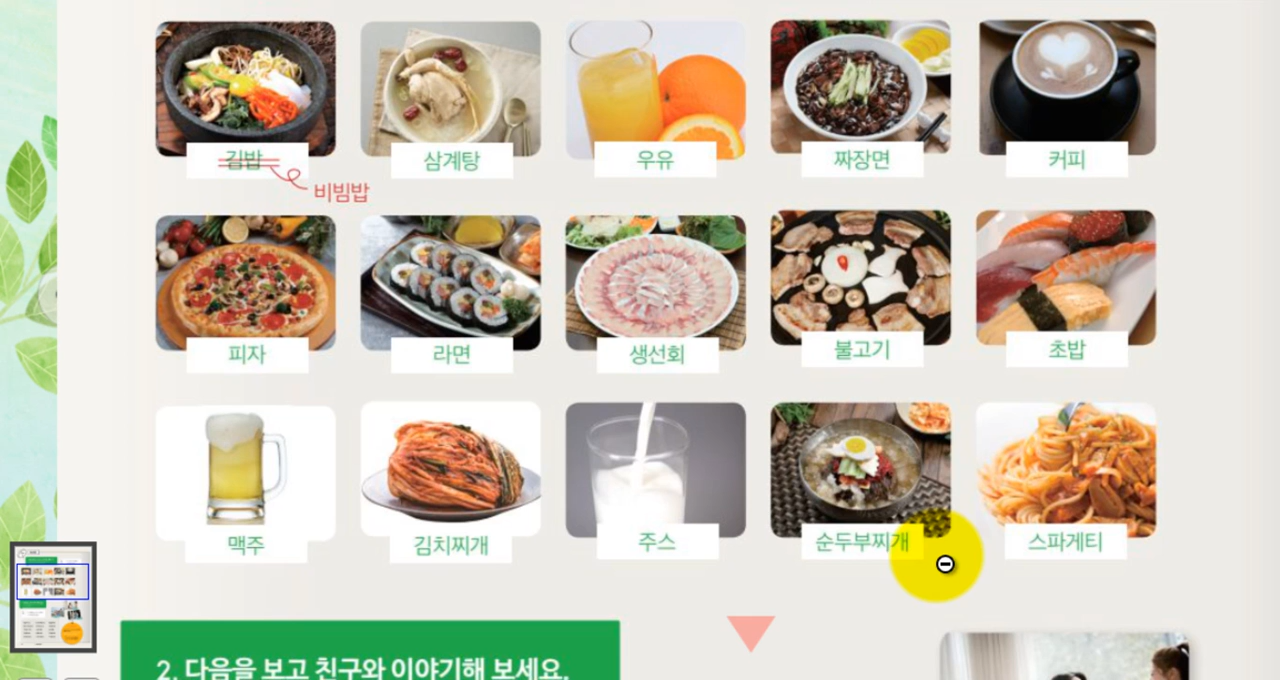 김밥
삼계탕
우유
짜장면
커피
비빔밥
피자
라면
생선회
불고기
초밥
맥주
김치찌개
주스
순두부찌개
스파게티
2. 다음을 보고 친구와 이야기해 보세요.